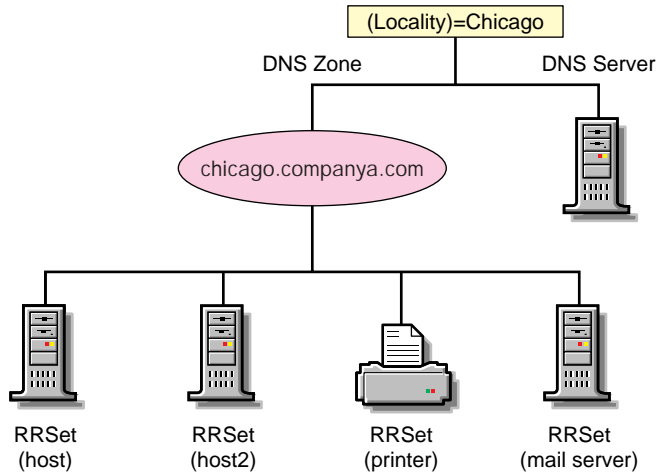 (Locality)=Chicago
DNS Zone
DNS Server
chicago.companya.com
RRSet
(host)
RRSet
(host2)
RRSet
(printer)
RRSet
(mail server)